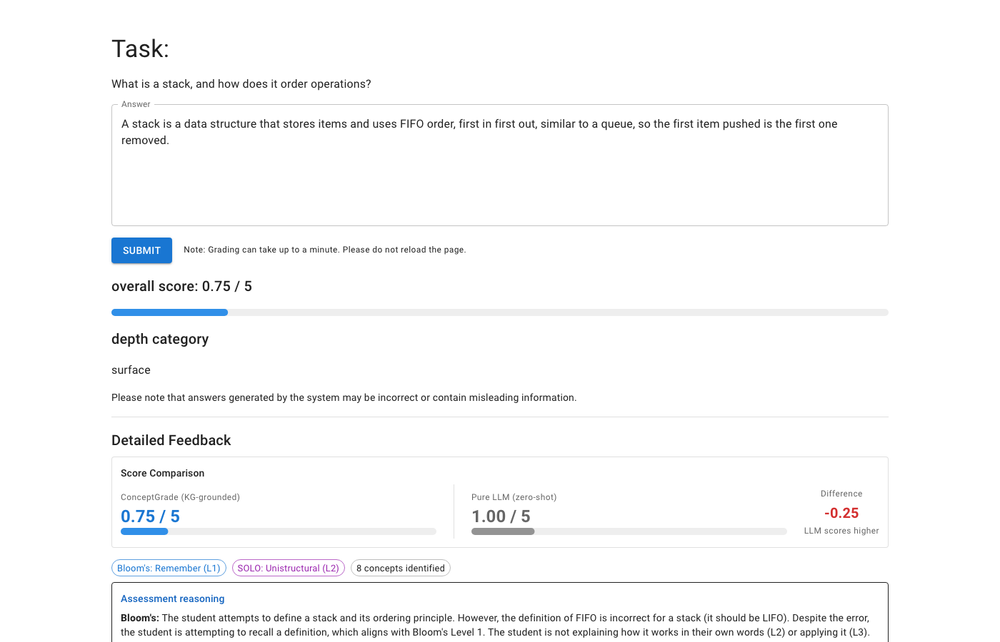 Task:
What is a stack, and how does it order operations?
Answer
A stack is a data structure that stores items and uses FIFO order, first in first out, similar to a queue, so the first item pushed is the first one
removed.
SUBMIT
Note: Grading can take up to a minute. Please do not reload the page.
overall score: 0.75 / 5
depth category
surface
Please note that answers generated by the system may be incorrect or contain misleading information.
Detailed Feedback
Score Comparison
ConceptGrade (KG-grounded)
0.75 / 5
Pure LLM (zero-shot)
1.00 / 5
Difference
-0.25
LLM scores higher
Bloom's: Remember (L1)
SOLO: Unistructural (L2)
8 concepts identified
Assessment reasoning
Bloom's: The student attempts to define a stack and its ordering principle. However, the definition of FIFO is incorrect for a stack (it should be LIFO). Despite the error,
the student is attempting to recall a definition, which aligns with Bloom's Level 1. The student is not explaining how it works in their own words (L2) or applying it (L3).